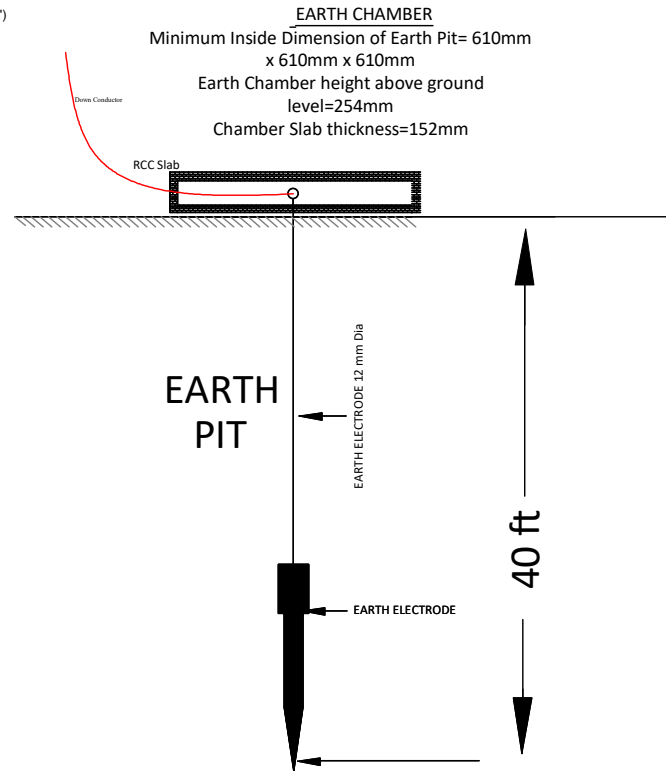 ")
EARTH CHAMBER
Minimum Inside Dimension of Earth Pit= 610mm
x 610mm x 610mm
Earth Chamber height above ground
level=254mm
Chamber Slab thickness=152mm
Down Conductor
RCC Slab
EARTH
PIT
EARTH ELECTRODE 12 mm Dia
40 ft
EARTH ELECTRODE